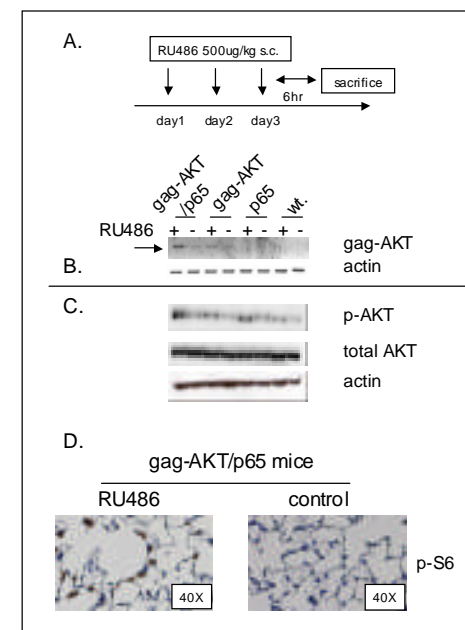 A.
RU486 500ug/kg s.c.
sacrifice
6hr
day1 day2 day3
gag-AKT
/p65
gag-AKT
p65
wt.
RU486 + - + - + - + -
gag-AKT
B.
actin
C.
p-AKT
total AKT
actin
D.
gag-AKT/p65 mice
RU486 control
p-S6
40X 40X